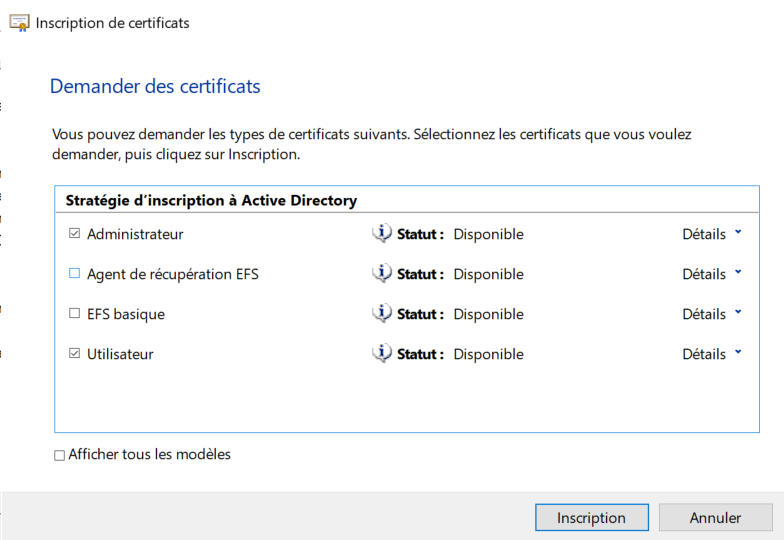 Inscription de certificats
Demander des certificats
Vous pouvez demander les types de certificats suivants. Sélectionnez les certificats que vous voulez
demander, puis cliquez sur Inscription.
Stratégie d'inscription à Active Directory
Administrateur Statut : Disponible Détails
Agent de récupération EFS Statut : Disponible Détails
EFS basique Statut : Disponible Détails
Utilisateur Statut : Disponible Détails
Afficher tous les modèles
Inscription Annuler